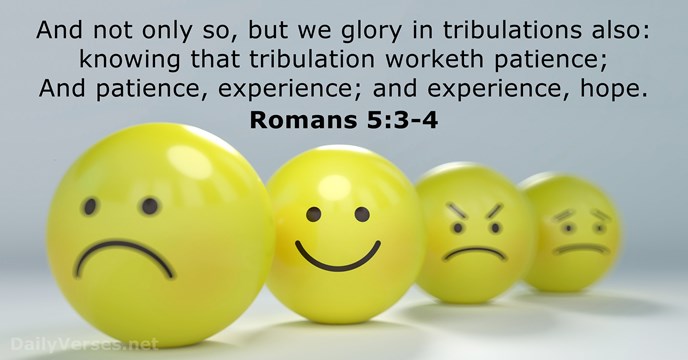 And not only so, but we glory in tribulations also:
knowing that tribulation worketh patience;
And patience, experience; and experience, hope.
Romans 5:3-4
DailyVerses.net